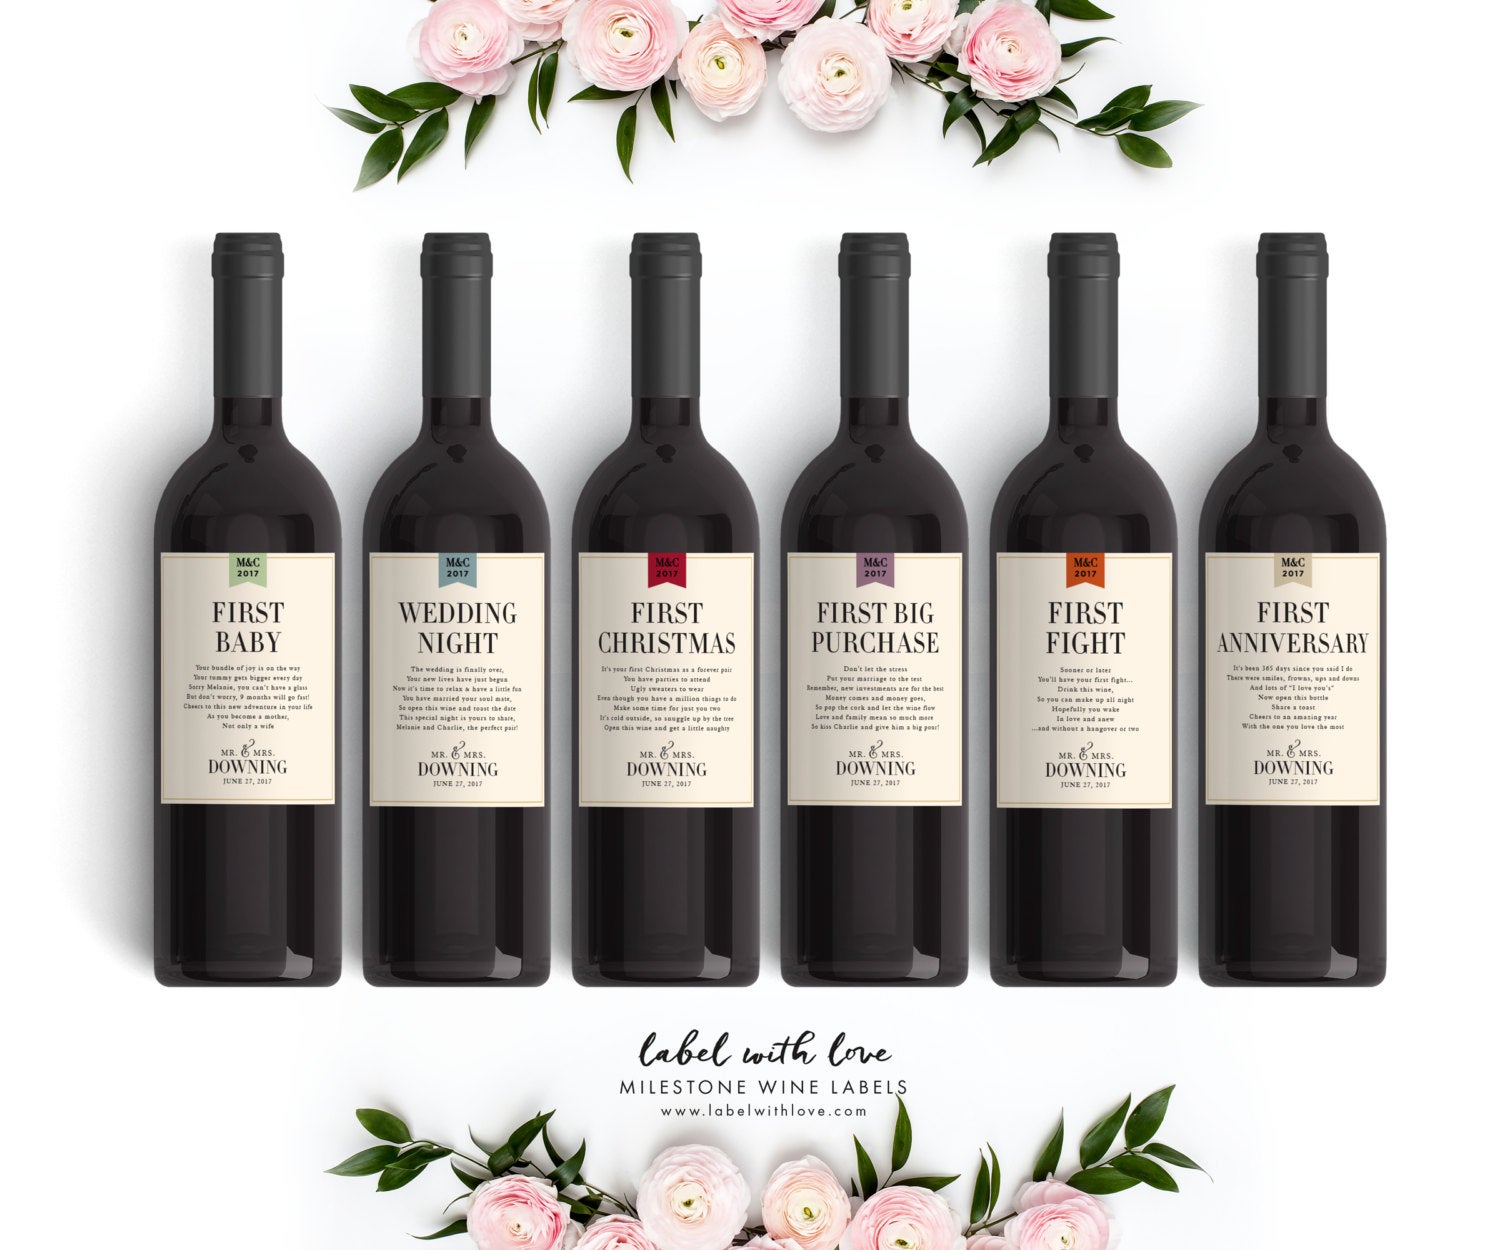 M&C
2017
FIRST
BABY
Your bundle of joy is on the way
Your tummy gets bigger every day
Sorry Melanie, you can't have a glass
But don't worry, 9 months will go fast!
Cheers to this new adventure in your life
As you become a mother,
Not only a wife
MR. & MRS.
DOWNING
JUNE 27, 2017
M&C
2017
WEDDING
NIGHT
The wedding is finally over,
Your new lives have just begun
Now it's time to relax & have a little fun
You have married your soul mate,
So open this wine and toast the date
This special night is yours to share,
Melanie and Charlie, the perfect pair!
MR. & MRS.
DOWNING
JUNE 27, 2017
M&C
2017
FIRST
CHRISTMAS
It's your first Christmas as a forever pair
You have parties to attend
Ugly sweaters to wear
Even though you have a million things to do
Make some time for just you two
It's cold outside, so snuggle up by the tree
Open this wine and get a little naughty
MR. & MRS.
DOWNING
JUNE 27, 2017
M&C
2017
FIRST BIG
PURCHASE
Don't let the stress
Put your marriage to the test
Remember, new investments are for the best
Money comes and money goes,
So pop the cork and let the wine flow
Love and family mean so much more
So kiss Charlie and give him a big pour!
MR. & MRS.
DOWNING
JUNE 27, 2017
M&C
2017
FIRST
FIGHT
Sooner or later
You'll have your first fight...
Drink this wine,
So you can make up all night
Hopefully you wake
In love and anew
...and without a hangover or two
MR. & MRS.
DOWNING
JUNE 27, 2017
M&C
2017
FIRST
ANNIVERSARY
It's been 365 days since you said I do
There were smiles, frowns, ups and downs
And lots of "I love you's"
Now open this bottle
Share a toast
Cheers to an amazing year
With the one you love the most
MR. & MRS.
DOWNING
JUNE 27, 2017
label with love
MILESTONE WINE LABELS
www.labelwithlove.com